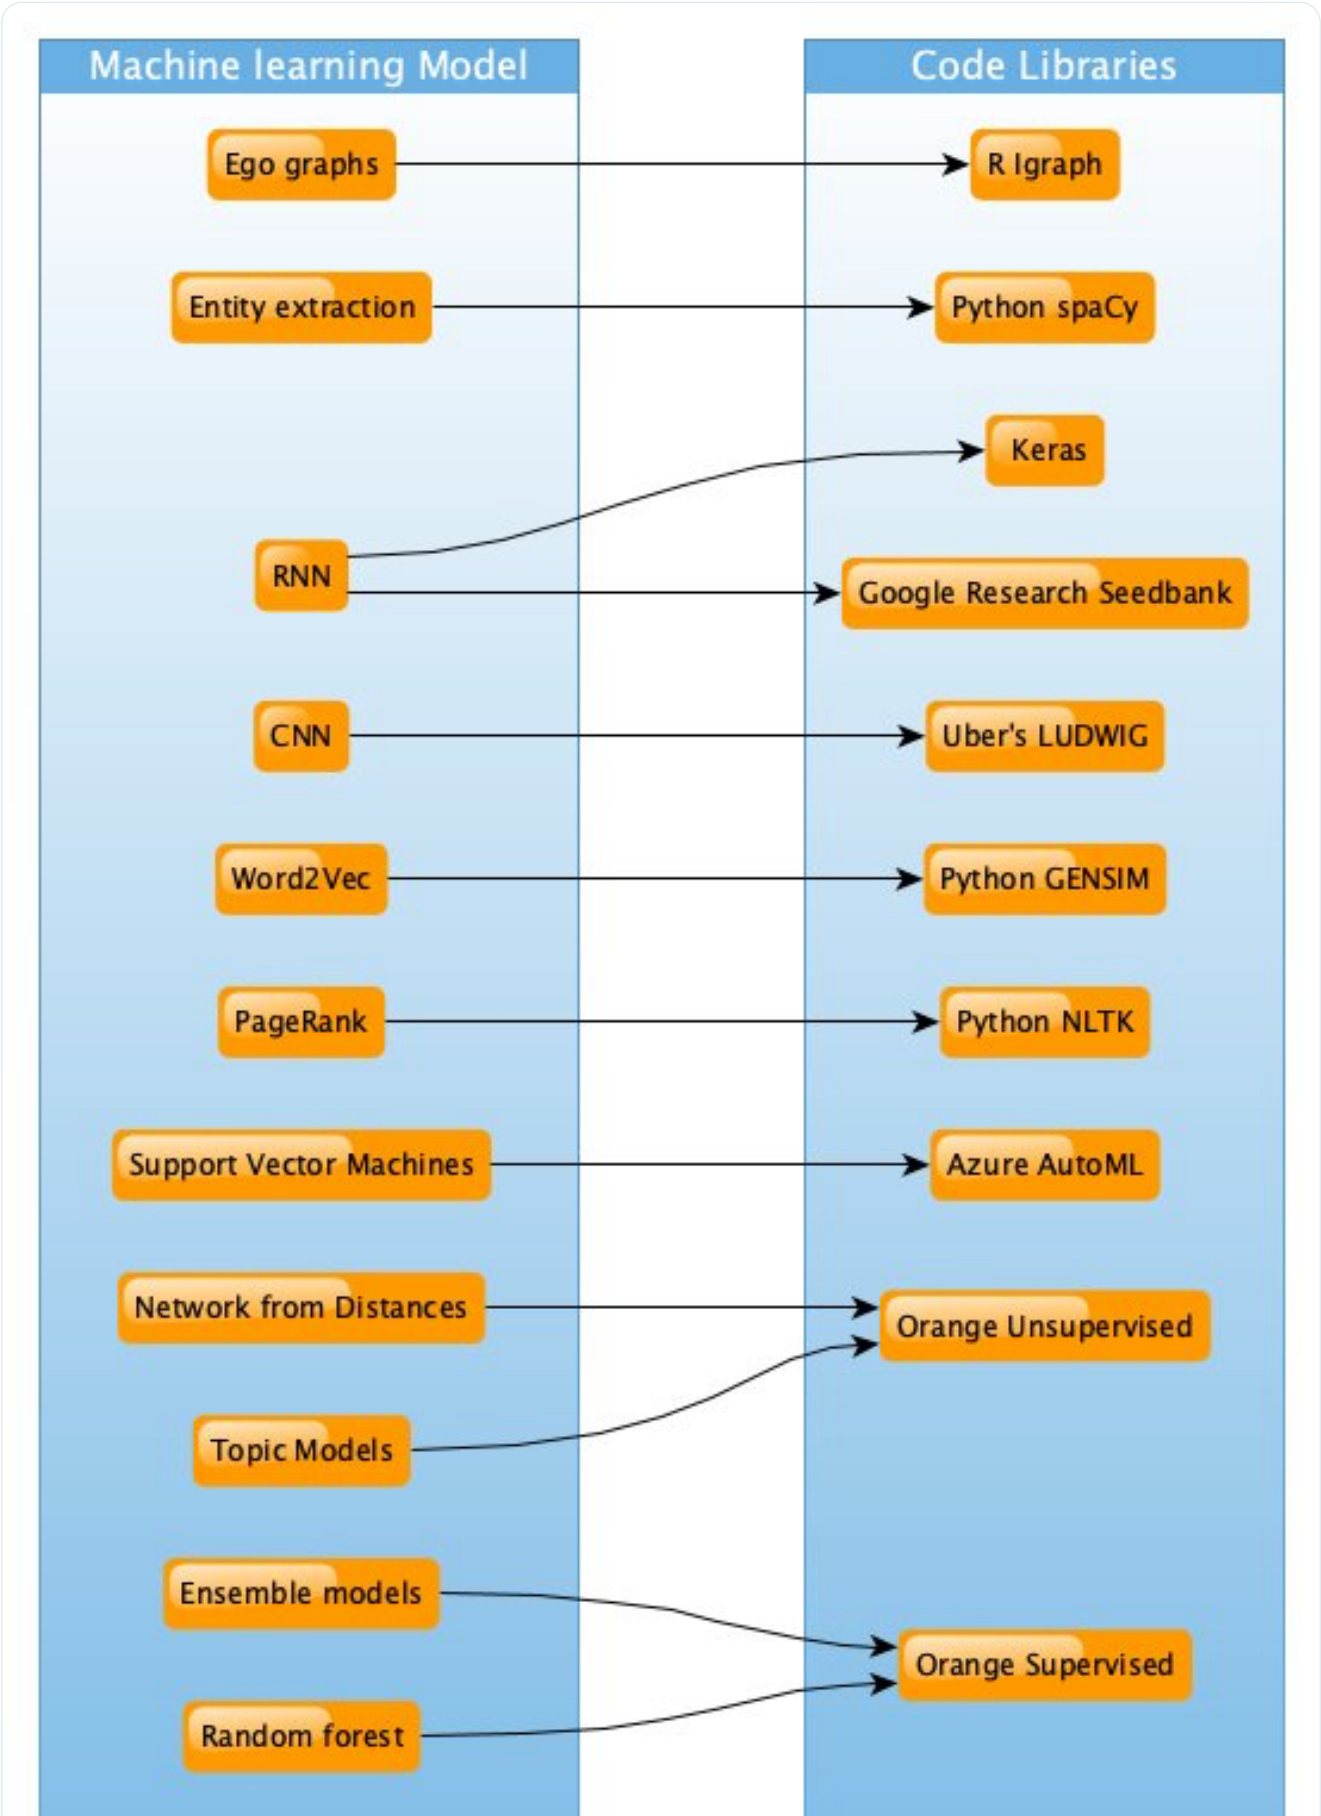 Machine learning Model
Code Libraries
Ego graphs
R Igraph
Entity extraction
Python spaCy
Keras
RNN
Google Research Seedbank
CNN
Uber's LUDWIG
Word2Vec
Python GENSIM
PageRank
Python NLTK
Support Vector Machines
Azure AutoML
Network from Distances
Orange Unsupervised
Topic Models
Ensemble models
Orange Supervised
Random forest